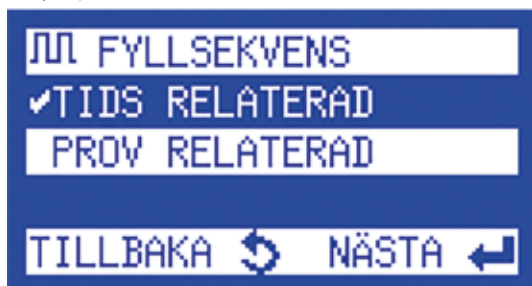 FYLLSEKVENS
✔TIDS RELATERAD
PROV RELATERAD
TILLBAKA NÄSTA